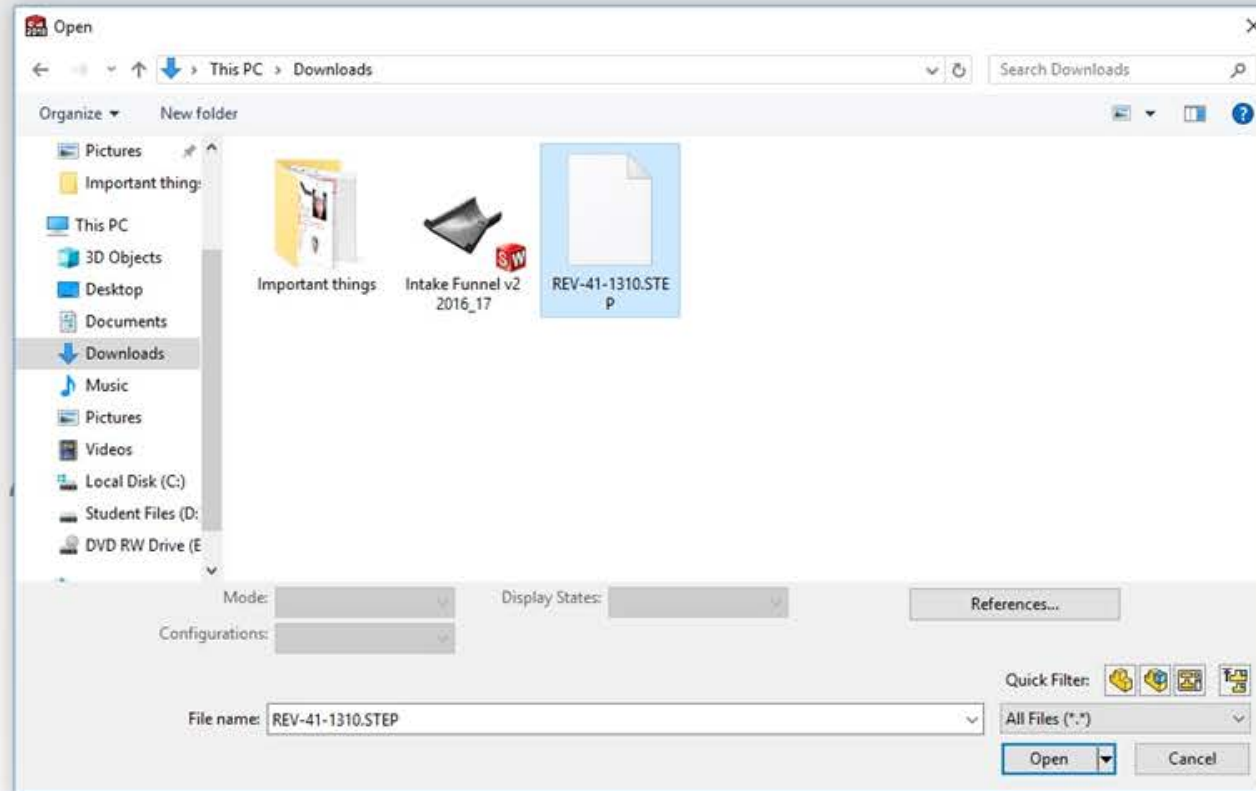 Open
This PC > Downloads
Search Downloads
Organize
New folder
Pictures
Important things
This PC
3D Objects
Desktop
Documents
Downloads
Music
Pictures
Videos
Local Disk (C:)
Student Files (D:
DVD RW Drive (E
Important things
Intake Funnel v2
2016_17
REV-41-1310.STE
P
SW
Mode:
Display States:
References...
Configurations:
Quick Filter:
File name:
REV-41-1310.STEP
All Files (*.*)
Open
Cancel